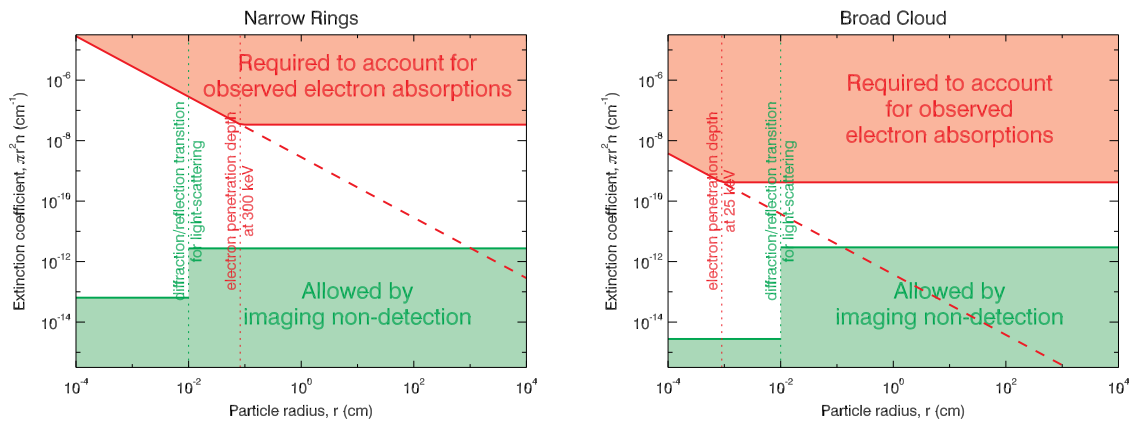 Narrow Rings
Extinction coefficient, πr²n (cm⁻¹)
10⁻⁶
10⁻⁸
10⁻¹⁹
10⁻¹²
10⁻¹⁴
Required to account for
observed electron absorptions
diffraction/reflection transition
for light-scattering
electron penetration depth
at 300 keV
Allowed by
imaging non-detection
10⁻⁴
10⁻²
10⁰
10²
10⁴
Particle radius, r (cm)
Broad Cloud
Extinction coefficient, πr²n (cm⁻¹)
10⁻⁶
10⁻⁸
10⁻¹⁹
10⁻¹²
10⁻¹⁴
Required to account
for observed
electron absorptions
electron penetration depth
at 25 keV
diffraction/reflection transition
for light-scattering
Allowed by
imaging non-detection
10⁻⁴
10⁻²
10⁰
10²
10⁴
Particle radius, r (cm)